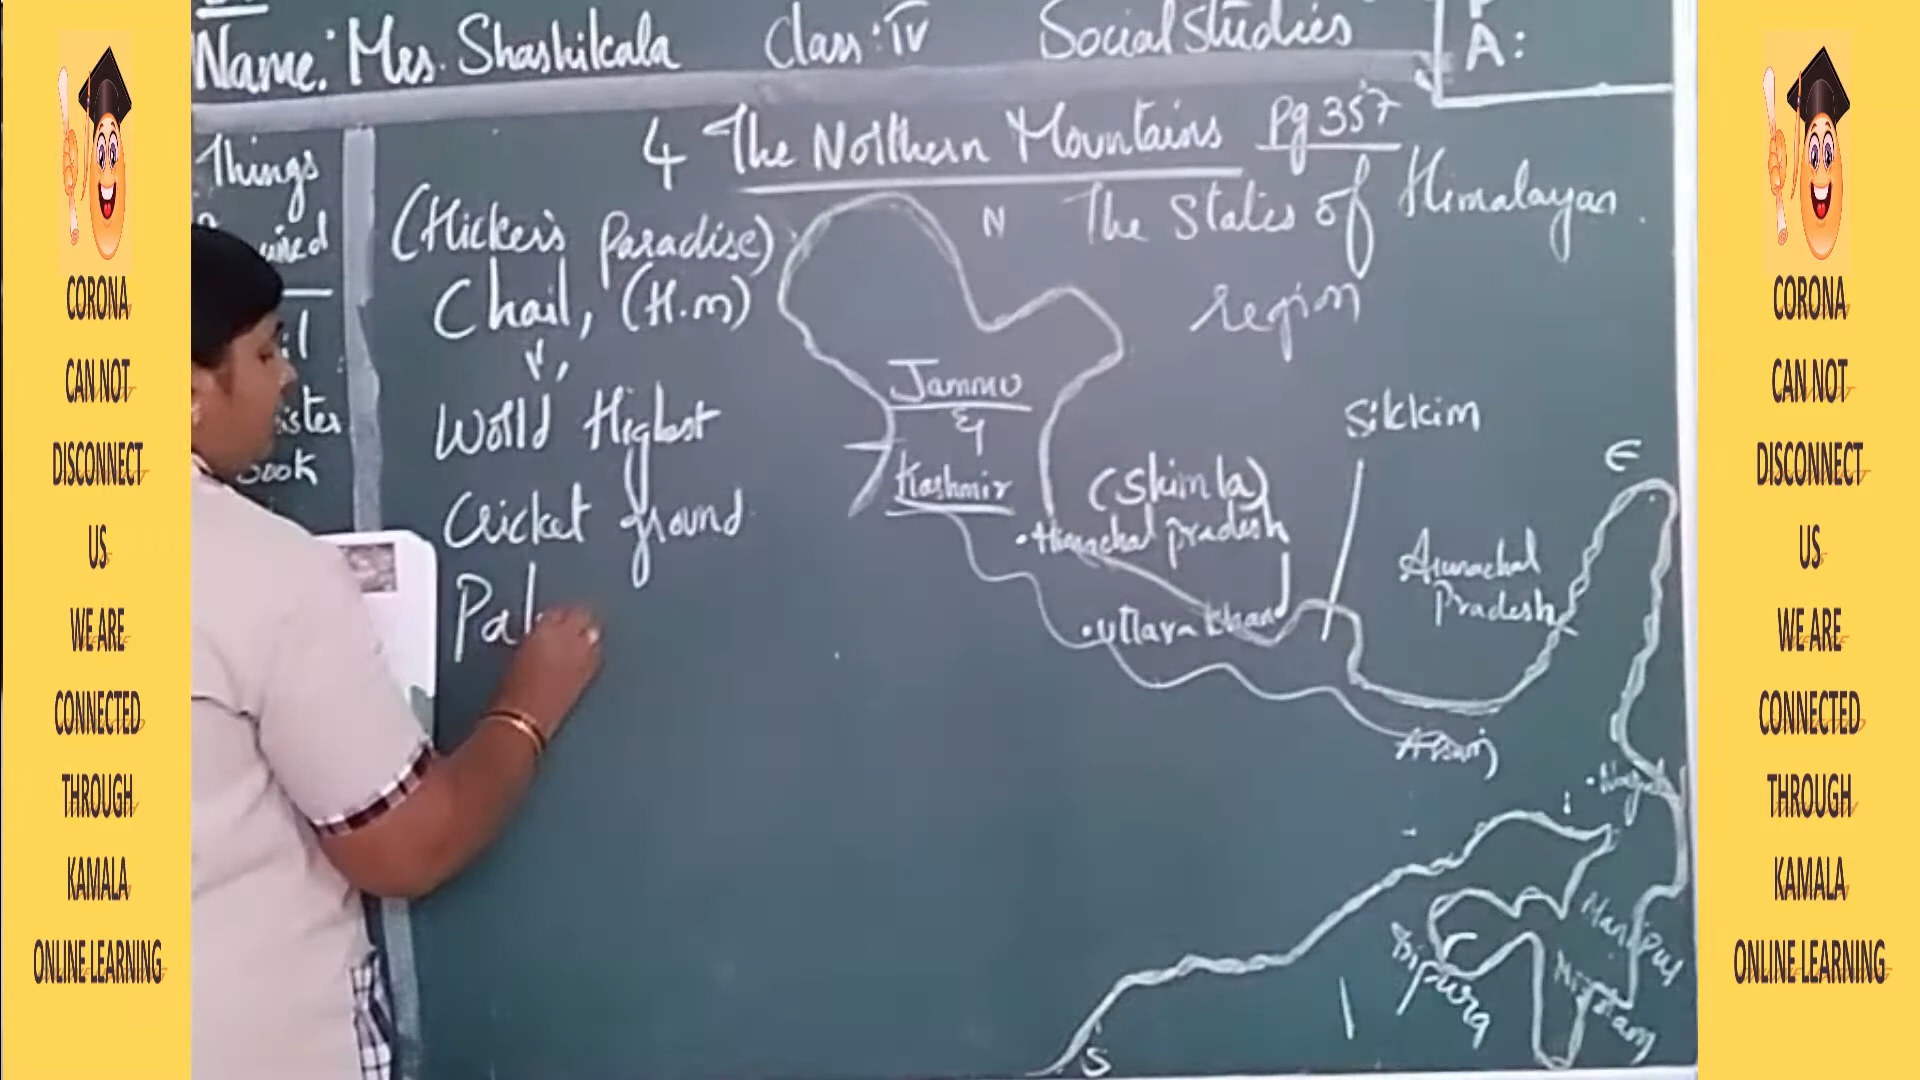 Name: Mrs. Shashikala Class: IV Social Studies
A:
Things
4 The Northern Mountains Pg 357
(Hicker's Paradise)
Chail, (H.m)
World Highest
Cricket ground
Pal
N
The States of Himalayan
region
Jammu
&
Kashmir
Sikkim
E
(Shimla)
Himachal pradesh
Arunachal
Pradesh
Uttarakhand
Assam
Manipur
Mizoram
S
CORONA
CAN NOT
DISCONNECT
US
WE ARE
CONNECTED
THROUGH
KAMALA
ONLINE LEARNING
CORONA
CAN NOT
DISCONNECT
US
WE ARE
CONNECTED
THROUGH
KAMALA
ONLINE LEARNING